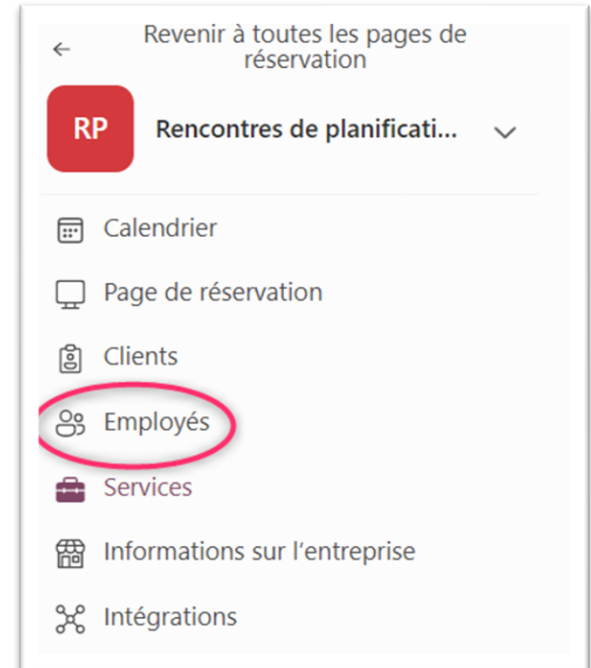 Revenir à toutes les pages de
réservation
RP
Rencontres de planificati...
Calendrier
Page de réservation
Clients
Employés
Services
Informations sur l'entreprise
Intégrations